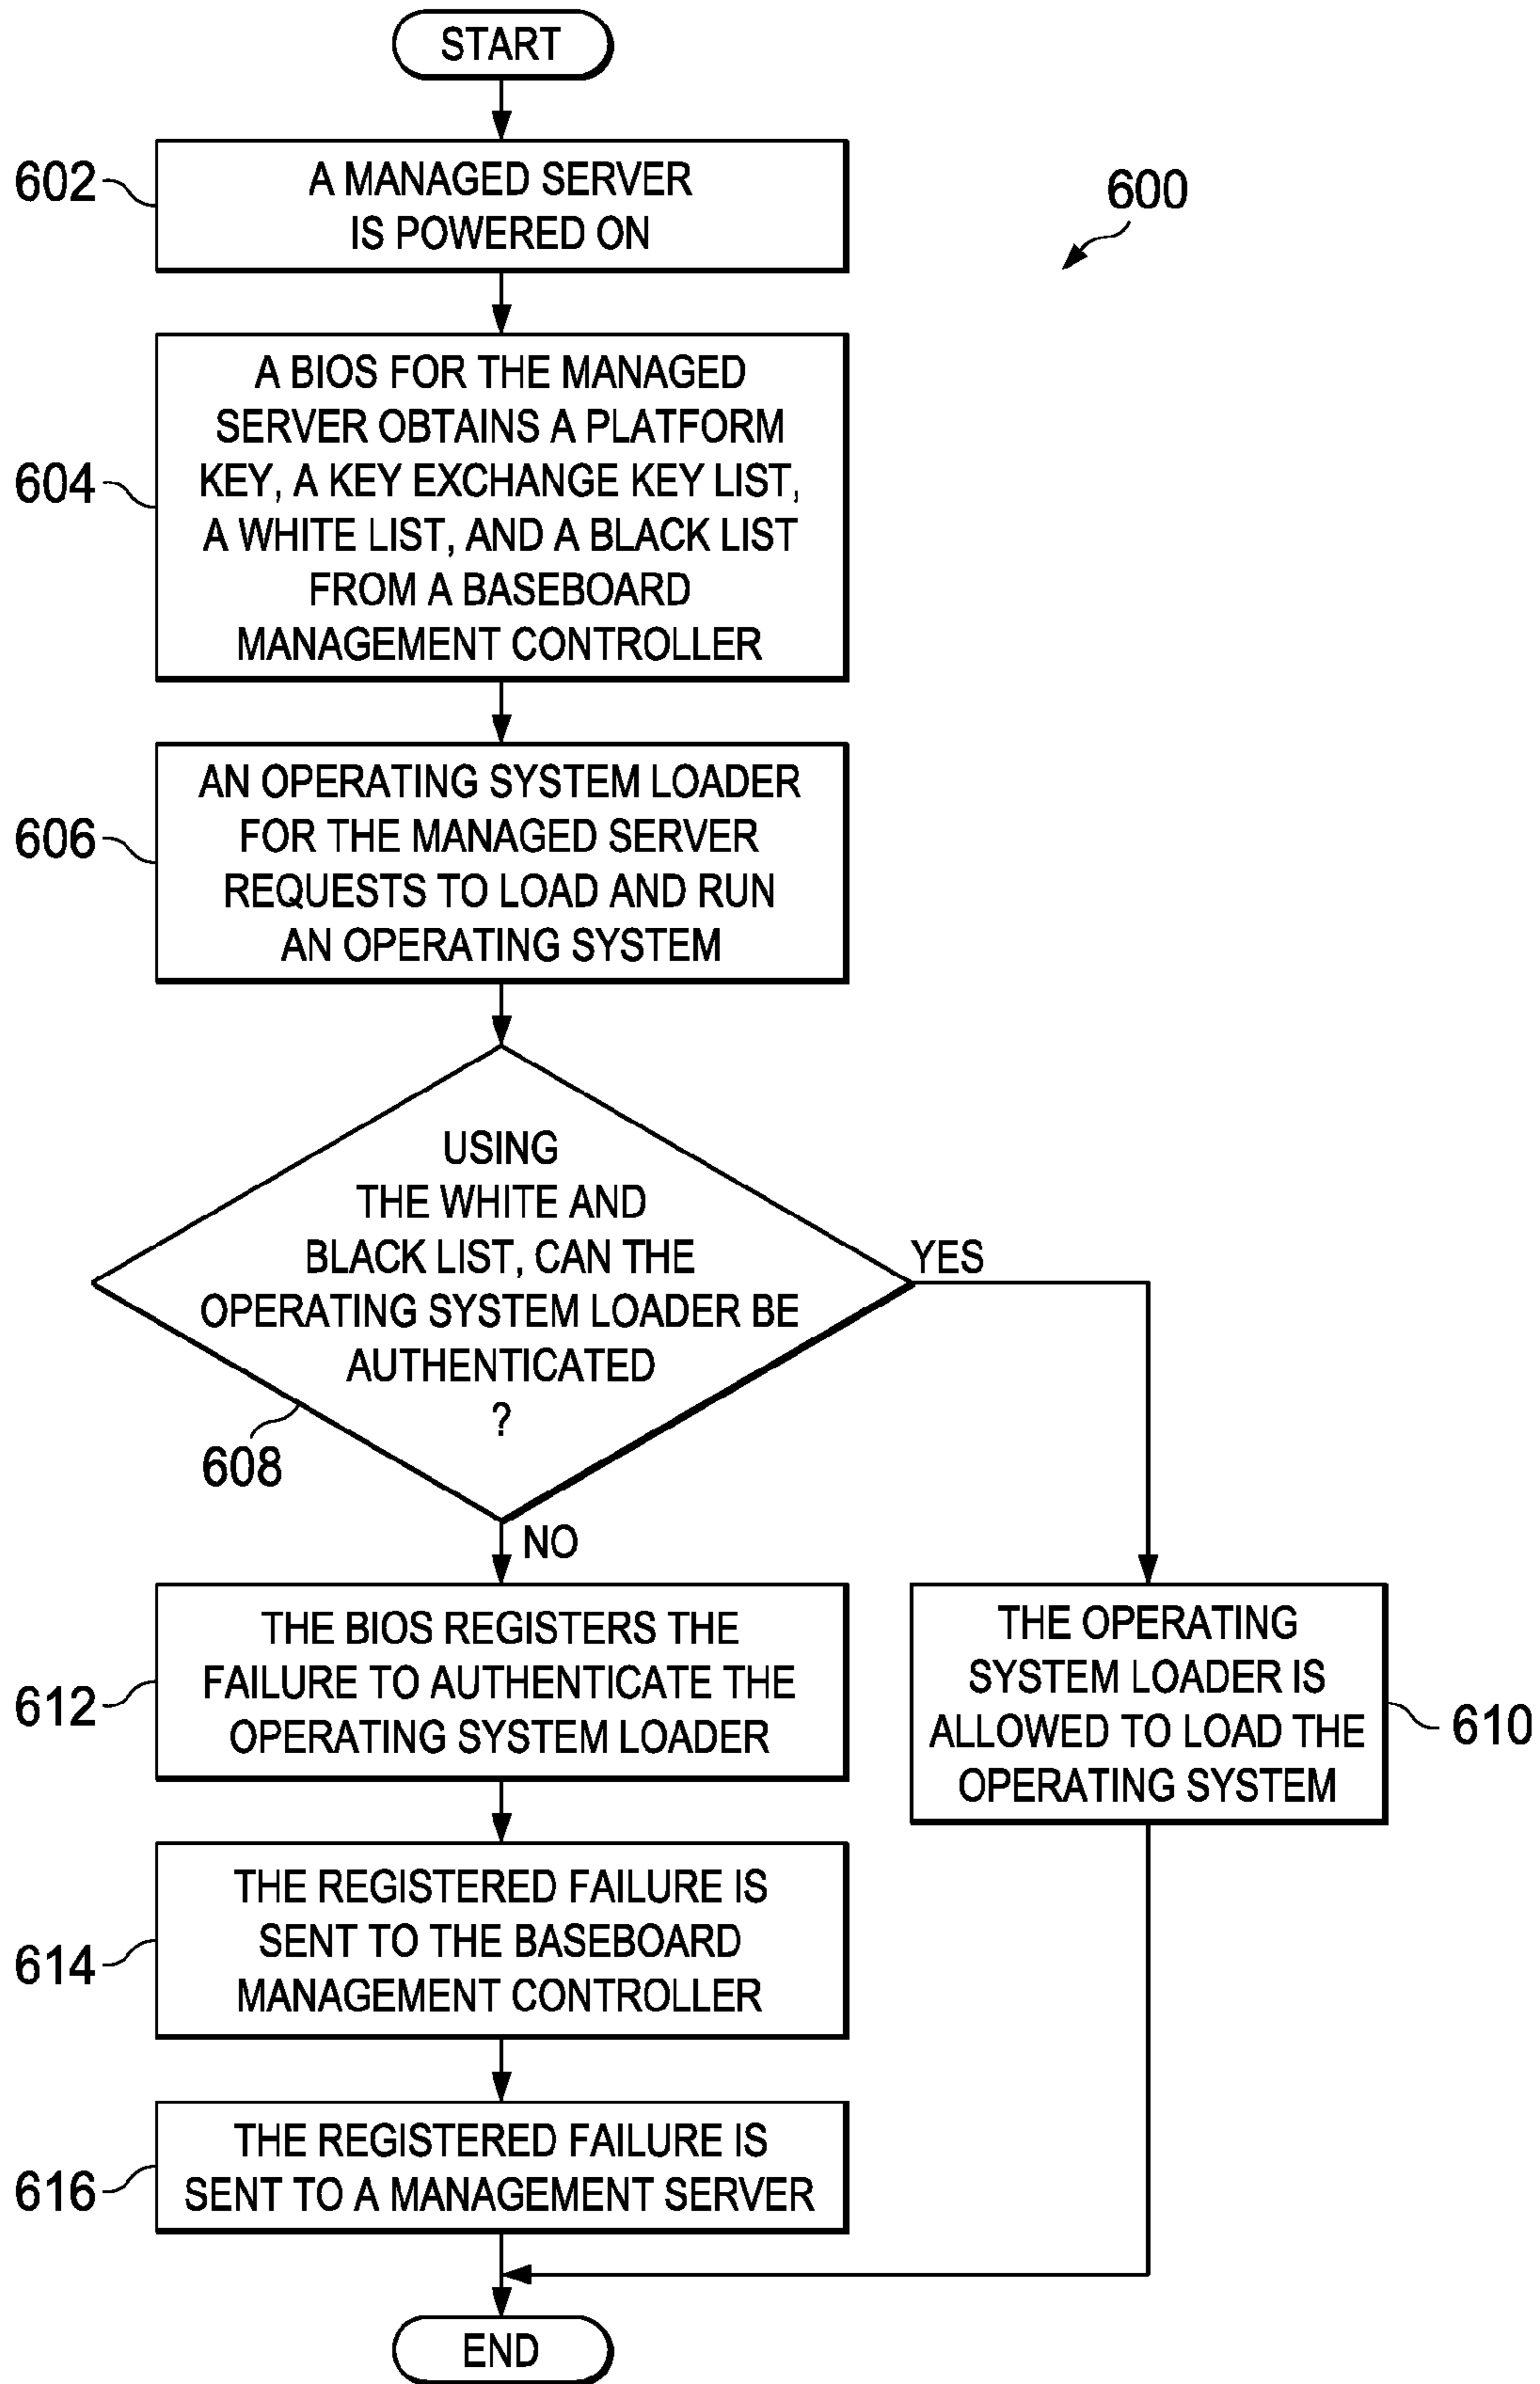 START
602
A MANAGED SERVER
IS POWERED ON
600
604
A BIOS FOR THE MANAGED
SERVER OBTAINS A PLATFORM
KEY, A KEY EXCHANGE KEY LIST,
A WHITE LIST, AND A BLACK LIST
FROM A BASEBOARD
MANAGEMENT CONTROLLER
606
AN OPERATING SYSTEM LOADER
FOR THE MANAGED SERVER
REQUESTS TO LOAD AND RUN
AN OPERATING SYSTEM
USING
THE WHITE AND
BLACK LIST, CAN THE
OPERATING SYSTEM LOADER BE
AUTHENTICATED
?
608
YES
NO
612
THE BIOS REGISTERS THE
FAILURE TO AUTHENTICATE THE
OPERATING SYSTEM LOADER
THE OPERATING
SYSTEM LOADER IS
ALLOWED TO LOAD THE
OPERATING SYSTEM
610
614
THE REGISTERED FAILURE IS
SENT TO THE BASEBOARD
MANAGEMENT CONTROLLER
616
THE REGISTERED FAILURE IS
SENT TO A MANAGEMENT SERVER
END